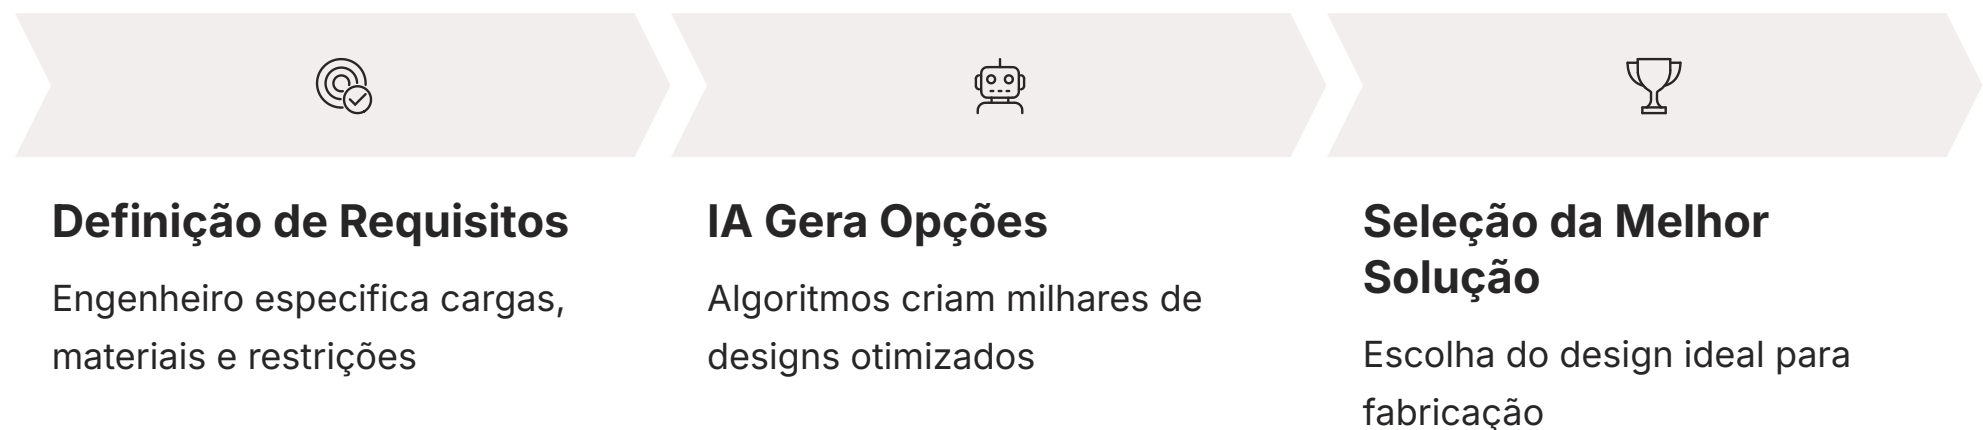 Definição de Requisitos
Engenheiro especifica cargas,
materiais e restrições
IA Gera Opções
Algoritmos criam milhares de
designs otimizados
Seleção da Melhor
Solução
Escolha do design ideal para
fabricação